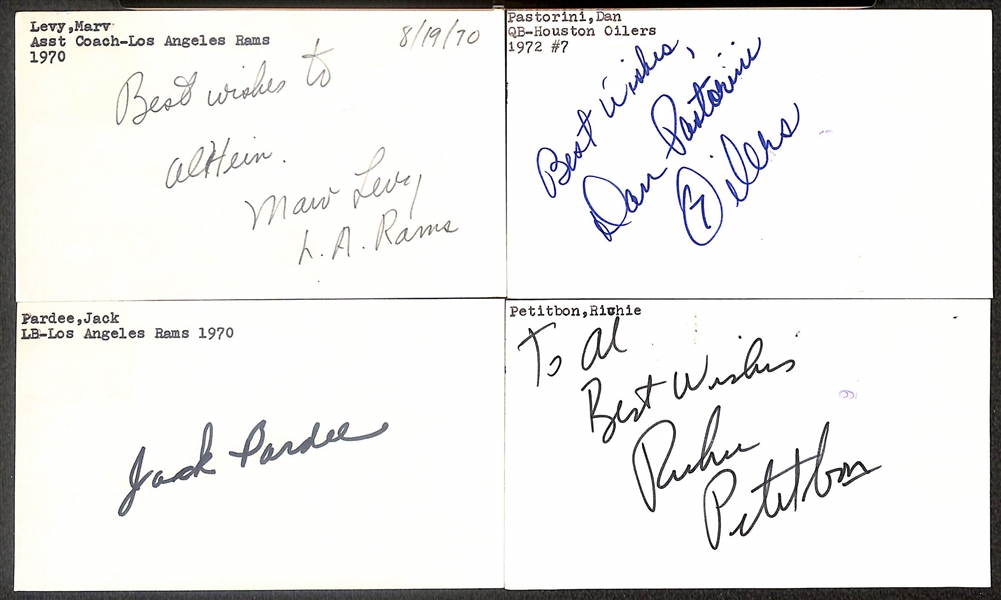 Levy,Marv
Asst Coach-Los Angeles Rams
1970
8/19/70
Best wishes to
Al Hein.
Marv Levy
L.A. Rams
Pastorini,Dan
QB-Houston Oilers
1972 #7
Best Wishes,
Dan Pastorini
Oilers
Pardee,Jack
LB-Los Angeles Rams 1970
Jack Pardee
Petitbon,Richie
To Al
Best Wishes
Richie
Petitbon